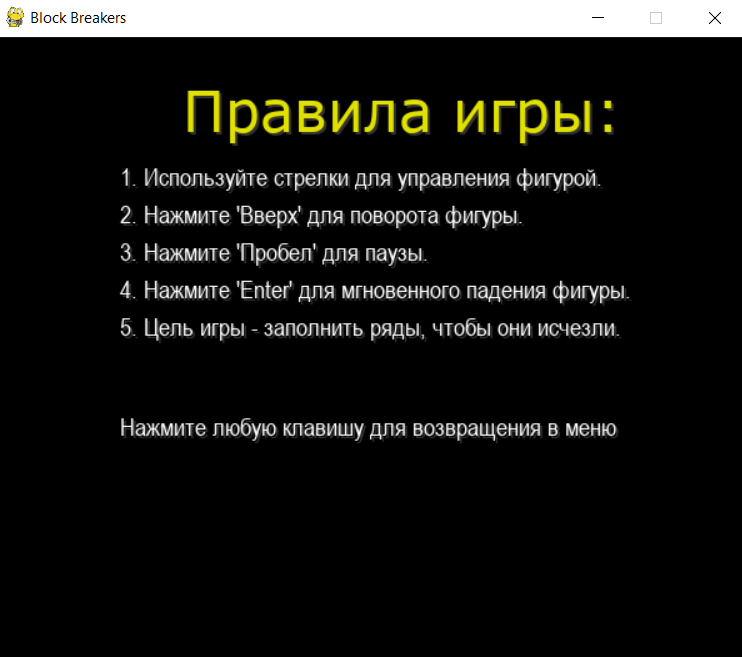 Block Breakers
Правила игры:
1. Используйте стрелки для управления фигурой.
2. Нажмите 'Вверх' для поворота фигуры.
3. Нажмите 'Пробел' для паузы.
4. Нажмите 'Enter' для мгновенного падения фигуры.
5. Цель игры - заполнить ряды, чтобы они исчезли.
Нажмите любую клавишу для возвращения в меню